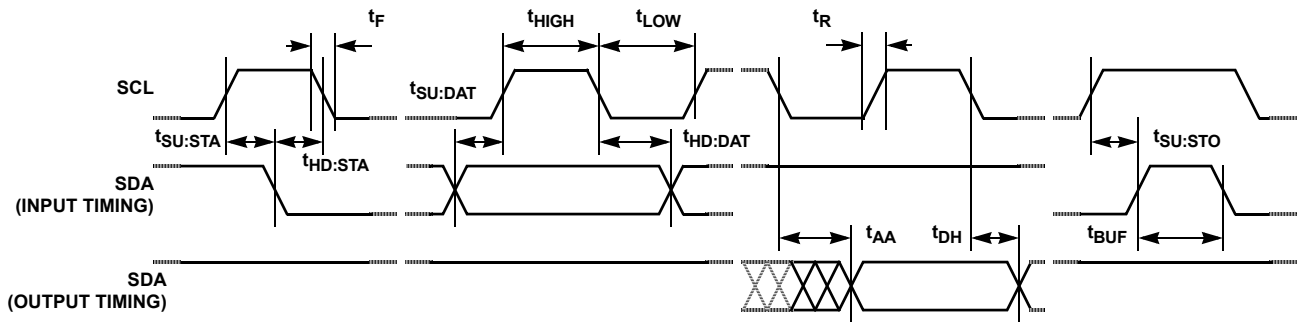 tF
tHIGH
tLOW
tR
SCL
tSU:DAT
tSU:STA
tHD:STA
tHD:DAT
tSU:STO
SDA
(INPUT TIMING)
tAA
tDH
tBUF
SDA
(OUTPUT TIMING)